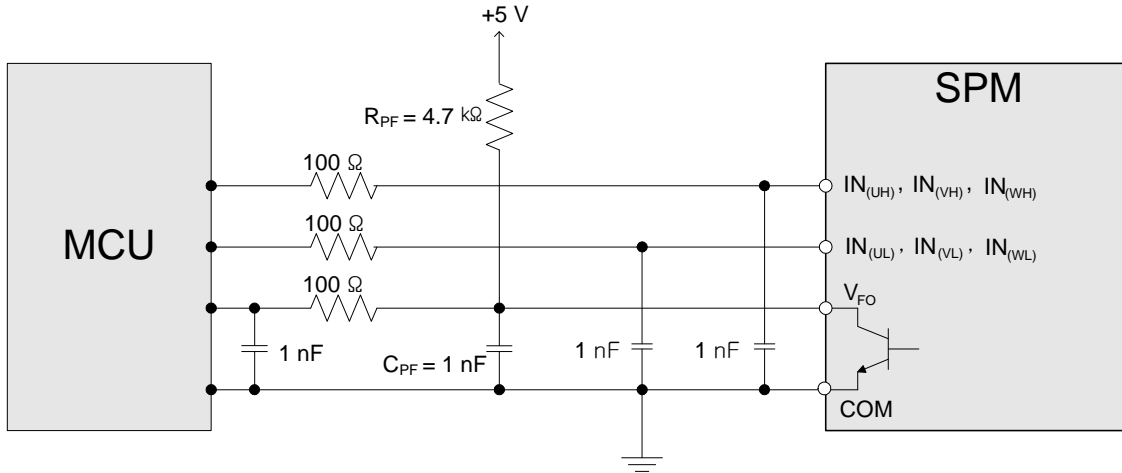 +5 V
SPM
R_PF = 4.7 kΩ
100 Ω
IN_(UH), IN_(VH), IN_(WH)
100 Ω
MCU
IN_(UL), IN_(VL), IN_(WL)
100 Ω
V_FO
1 nF
C_PF = 1 nF
1 nF
1 nF
COM